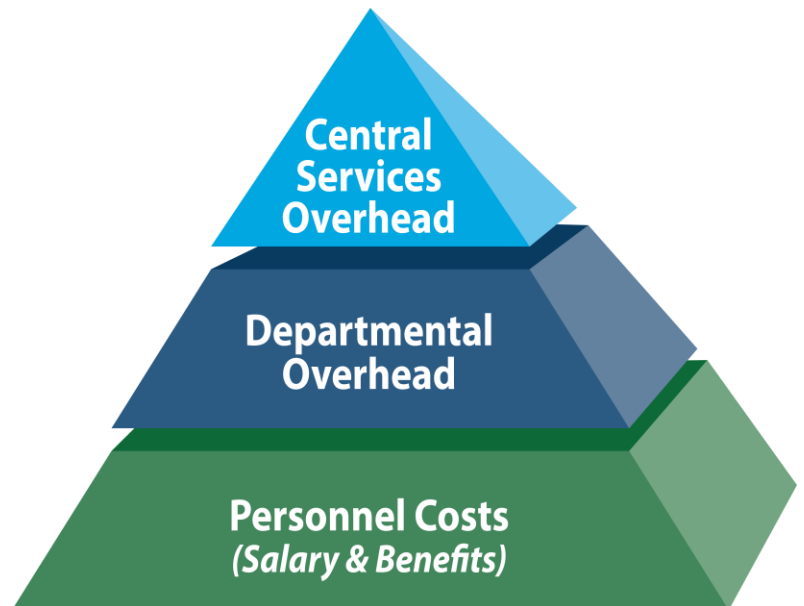 Central
Services
Overhead
Departmental
Overhead
Personnel Costs
(Salary & Benefits)